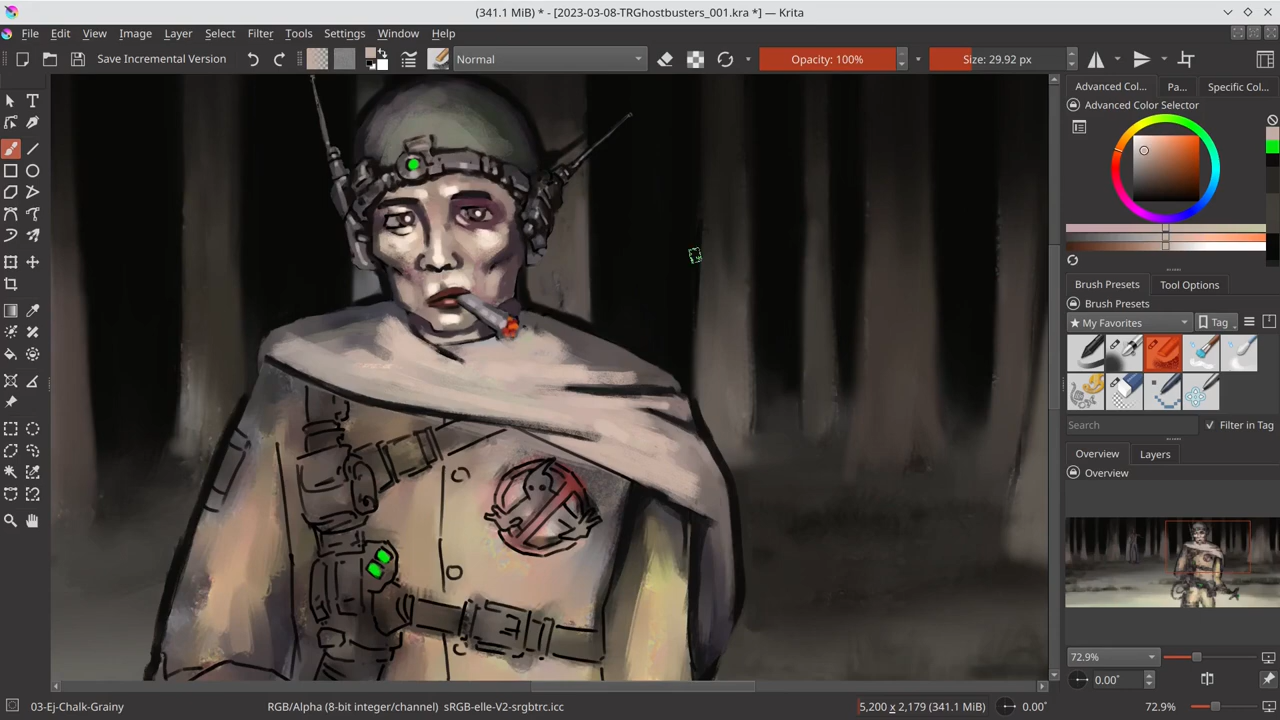 (341.1 MiB) * - [2023-03-08-TRGhostbusters_001.kra *] — Krita
File Edit View Image Layer Select Filter Tools Settings Window Help
Save Incremental Version Normal Opacity: 100% Size: 29.92 px
Advanced Col... Pa... Specific Col...
Advanced Color Selector
Brush Presets Tool Options
Brush Presets
★ My Favorites Tag
Search Filter in Tag
Overview Layers
Overview
72.9%
0.00°
03-Ej-Chalk-Grainy RGB/Alpha (8-bit integer/channel) sRGB-elle-V2-srgbtrc.icc 5,200 x 2,179 (341.1 MiB) 0.00° 72.9%